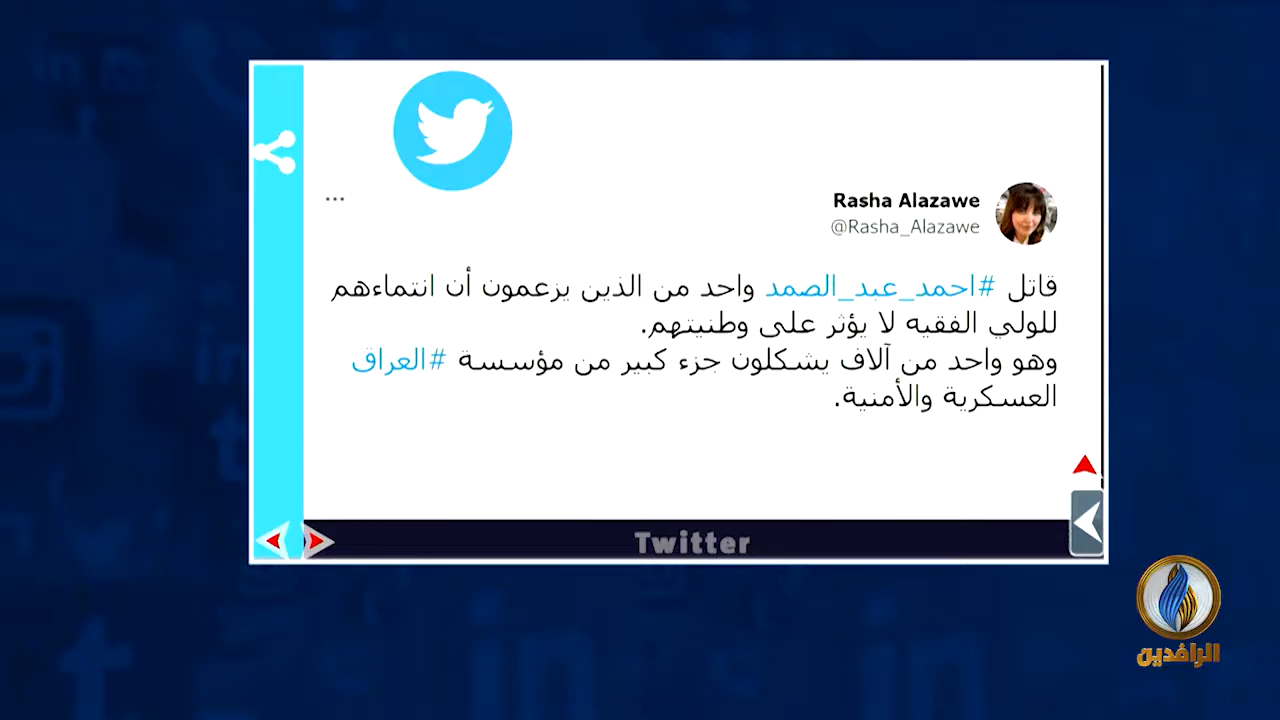 Rasha Alazawe
@Rasha_Alazawe
قاتل #احمد_عبد_الصمد واحد من الذين يزعمون أن انتماءهم
للولي الفقيه لا يؤثر على وطنيتهم.
وهو واحد من آلاف يشكلون جزء كبير من مؤسسة #العراق
العسكرية والأمنية.
Twitter
الرافدين